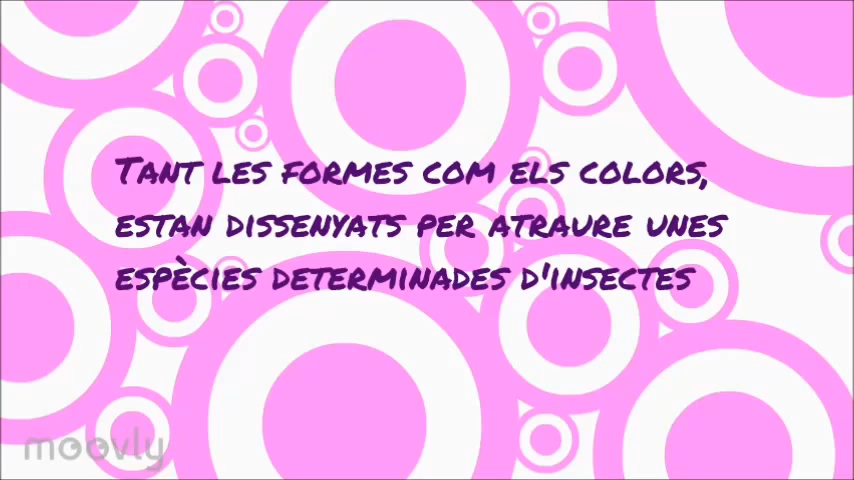 Tant les formes com els colors,
estan dissenyats per atraure unes
espècies determinades d'insectes
moovly